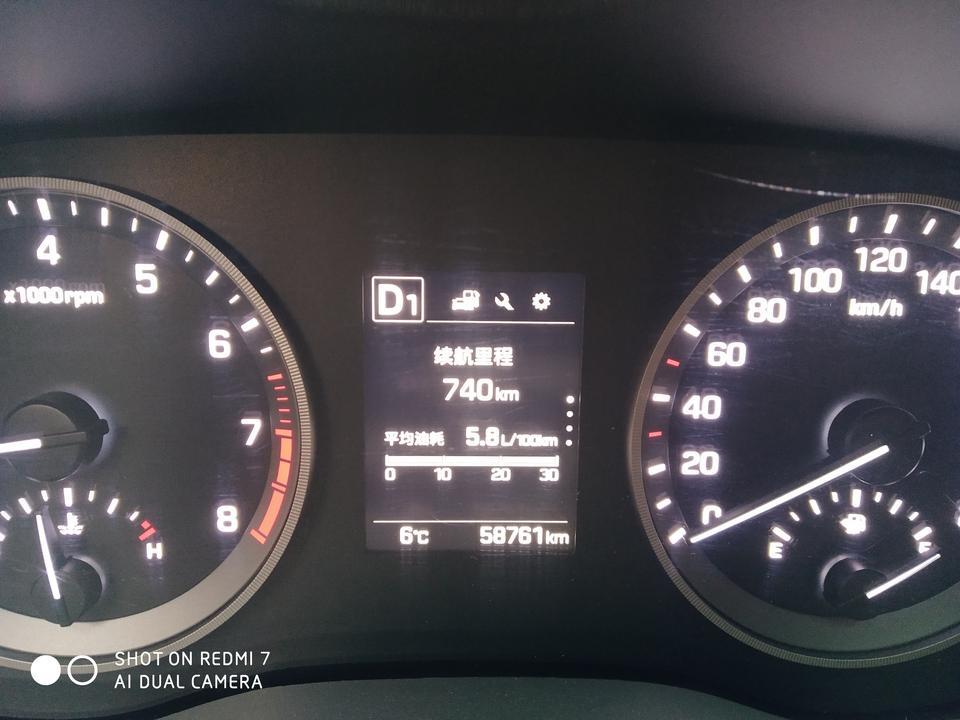 4
5
x1000rpm
6
7
8
H
D1
续航里程
740km
平均油耗 5.8L/100km
0 10 20 30
6℃ 58761km
0
20
40
60
80
100
120
140
km/h
E
F
SHOT ON REDMI 7
AI DUAL CAMERA